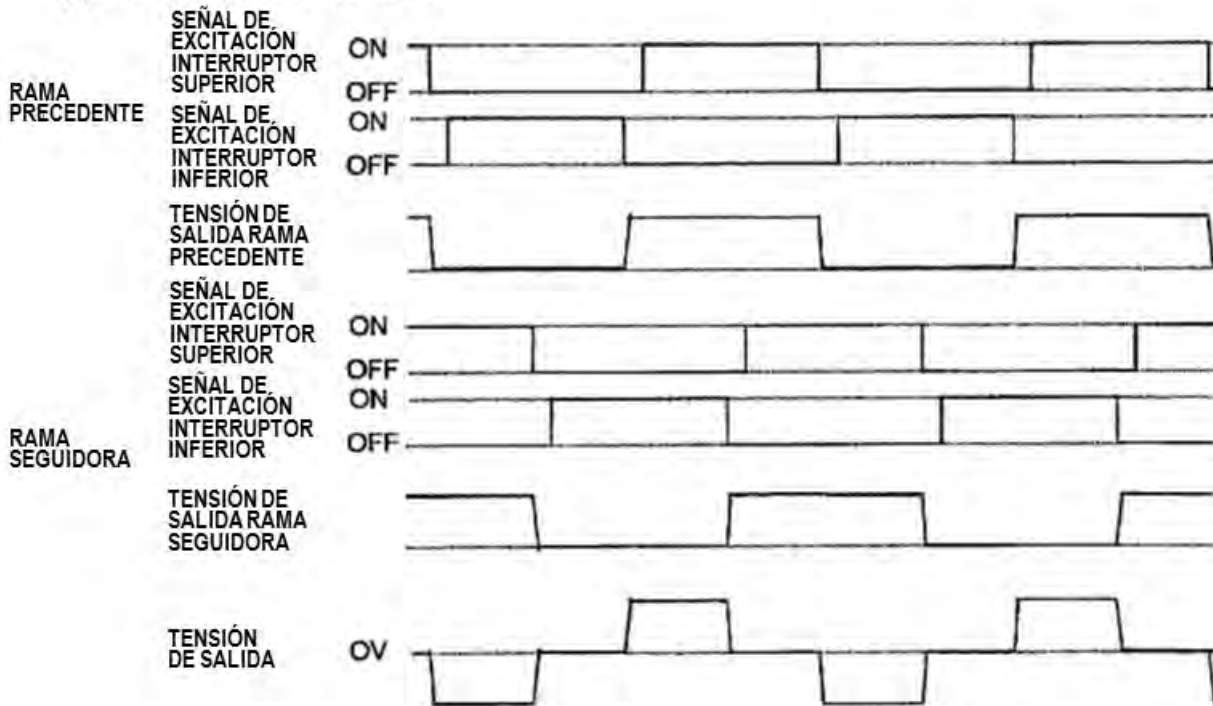 SEÑAL DE
EXCITACIÓN
INTERRUPTOR
SUPERIOR
ON
OFF
RAMA
PRECEDENTE
SEÑAL DE
EXCITACIÓN
INTERRUPTOR
INFERIOR
ON
OFF
TENSIÓN DE
SALIDA RAMA
PRECEDENTE
SEÑAL DE
EXCITACIÓN
INTERRUPTOR
SUPERIOR
ON
OFF
SEÑAL DE
EXCITACIÓN
INTERRUPTOR
INFERIOR
ON
OFF
RAMA
SEGUIDORA
TENSIÓN DE
SALIDA RAMA
SEGUIDORA
TENSIÓN
DE SALIDA
OV